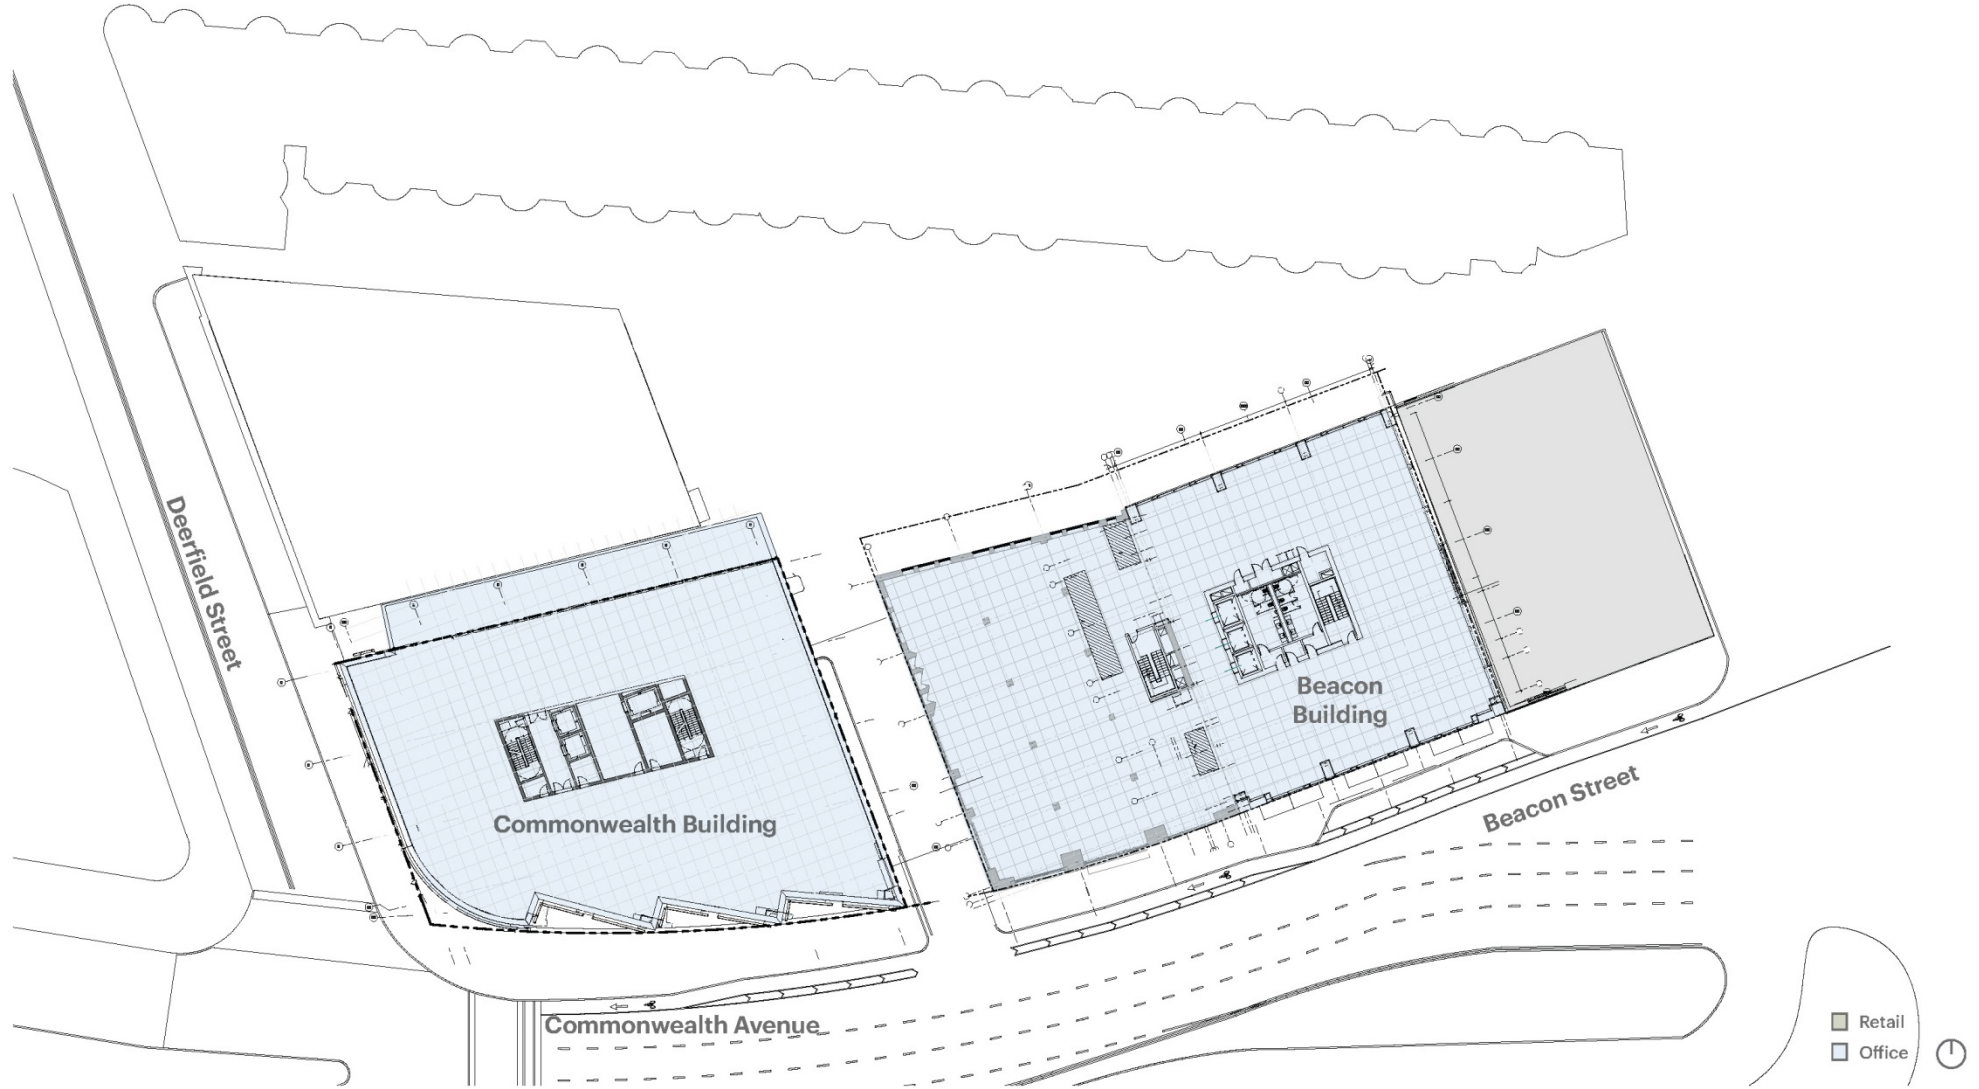 Deerfield Street
Beacon
Building
Commonwealth Building
Beacon Street
Commonwealth Avenue
Retail
Office